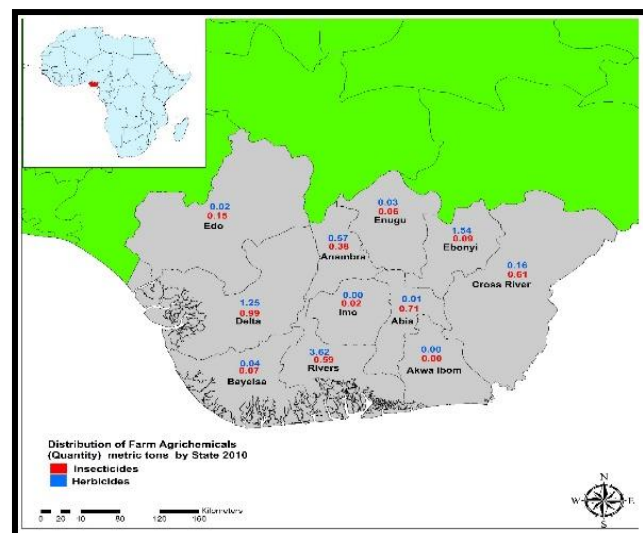 0.02
0.15
Edo
0.03
0.06
Enugu
0.57
0.38
Anambra
1.54
0.09
Ebonyi
0.16
0.61
Cross River
1.25
0.99
Delta
0.00
0.02
Imo
0.01
0.71
Abia
0.04
0.07
Bayelsa
3.62
0.59
Rivers
0.00
0.00
Akwa Ibom
Distribution of Farm Agrichemicals
(Quantity) metric tons by State 2010
Insecticides
Herbicides
Kilometers
0 20 40 80 120 160
N
W E
S